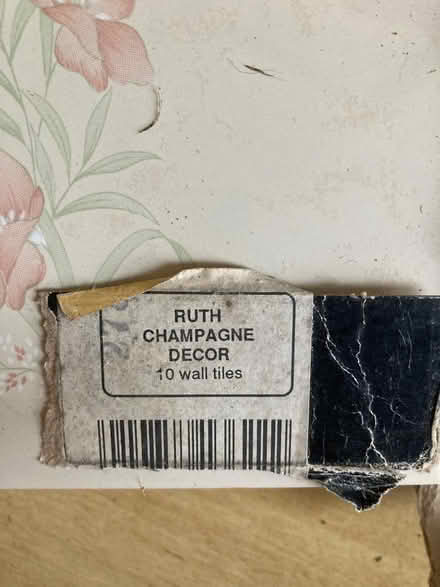 RUTH
CHAMPAGNE
DECOR
10 wall tiles